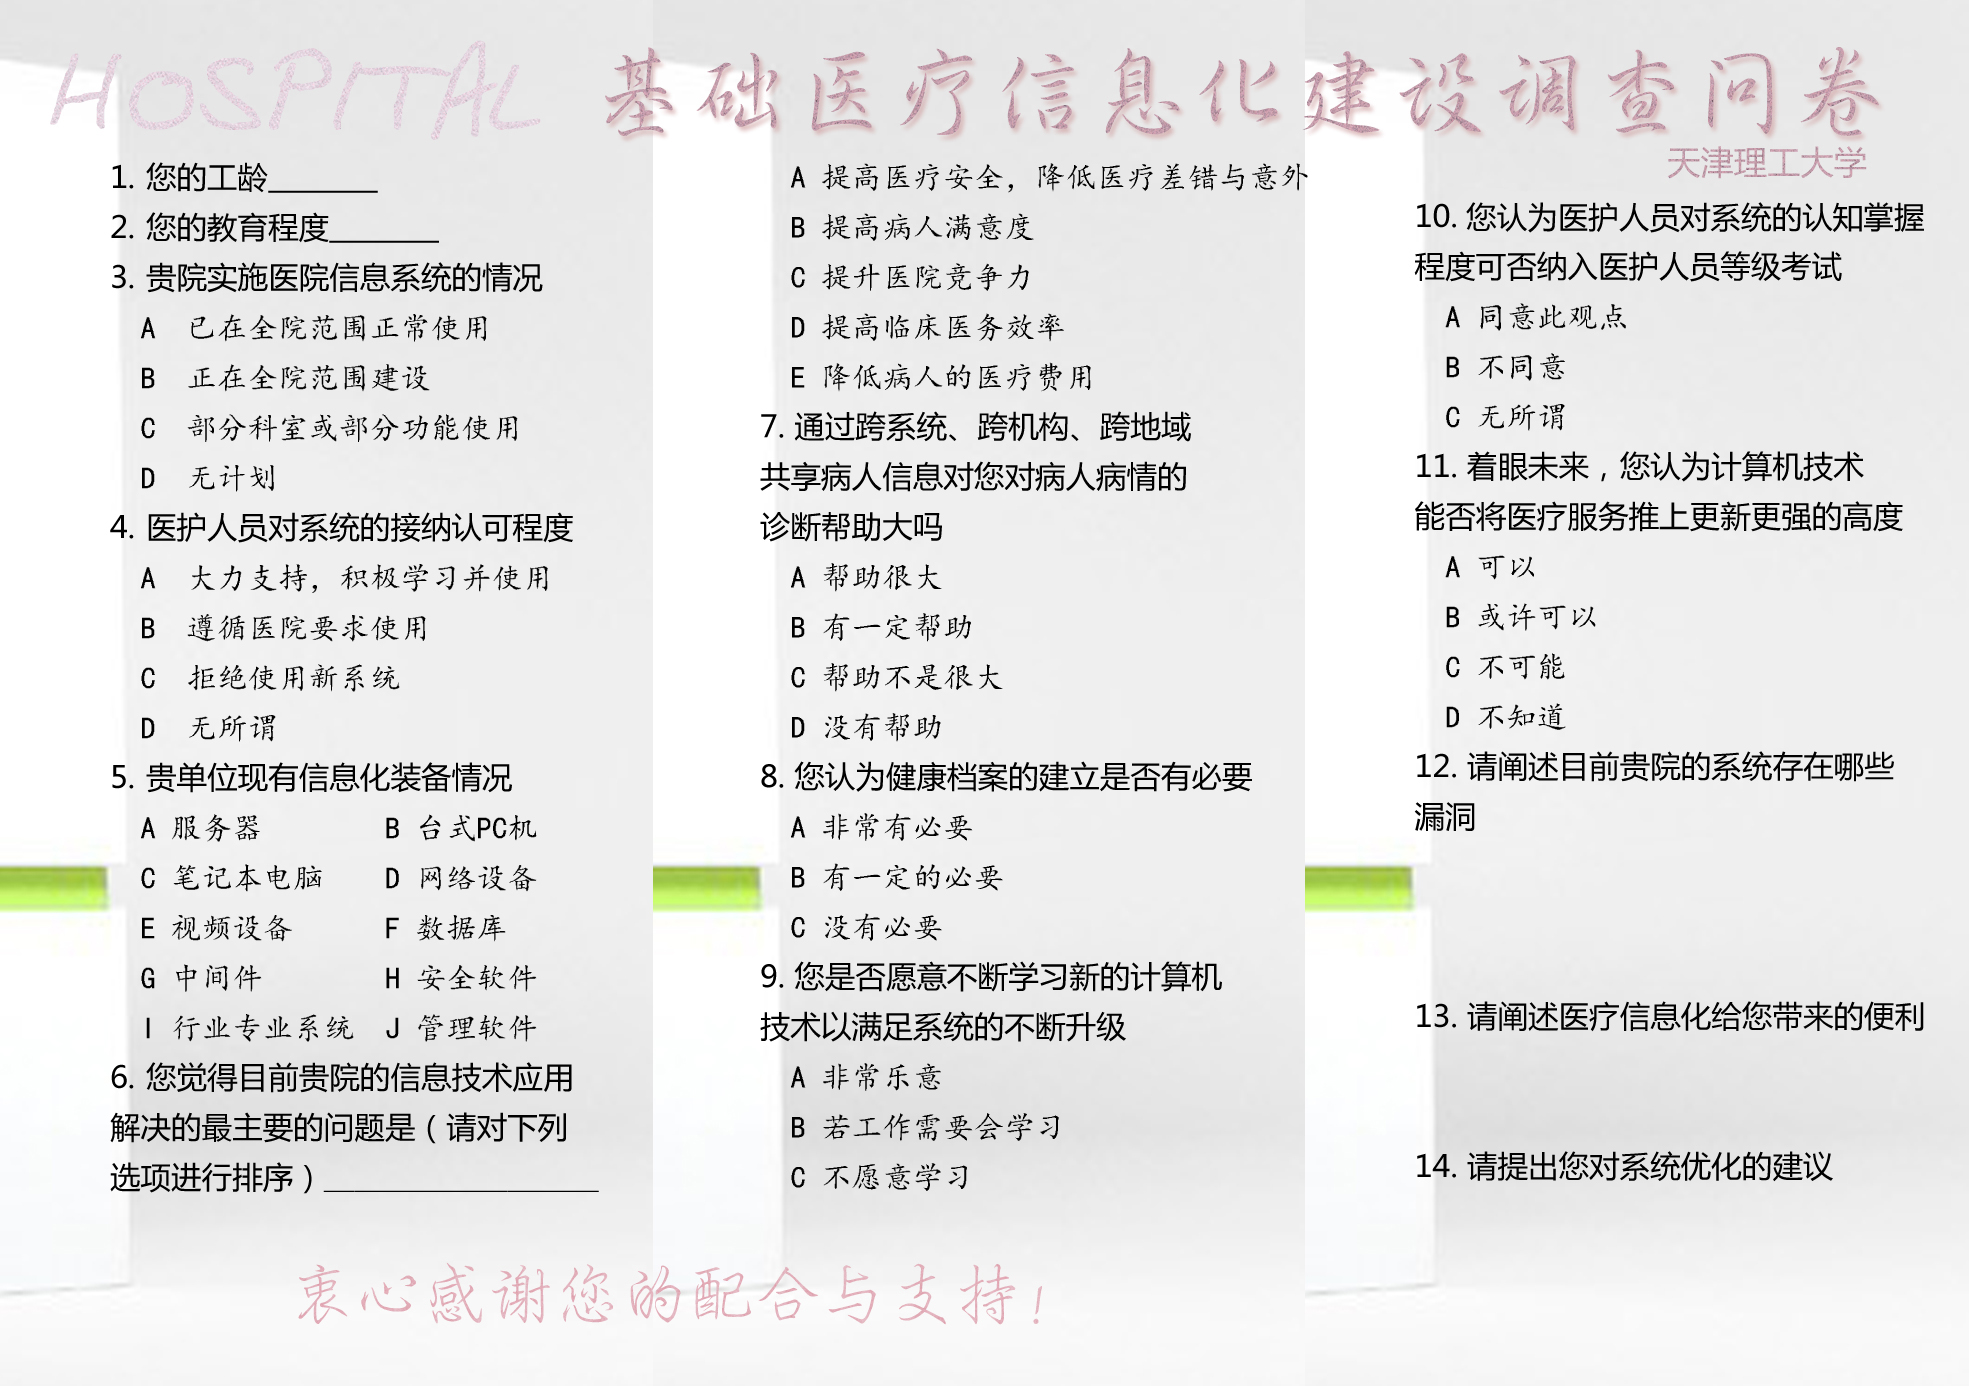 HOSPITAL 基础医疗信息化建设调查问卷
天津理工大学
1. 您的工龄_______
2. 您的教育程度_______
3. 贵院实施医院信息系统的情况
A 已在全院范围正常使用
B 正在全院范围建设
C 部分科室或部分功能使用
D 无计划
4. 医护人员对系统的接纳认可程度
A 大力支持，积极学习并使用
B 遵循医院要求使用
C 拒绝使用新系统
D 无所谓
5. 贵单位现有信息化装备情况
A 服务器 B 台式PC机
C 笔记本电脑 D 网络设备
E 视频设备 F 数据库
G 中间件 H 安全软件
I 行业专业系统 J 管理软件
6. 您觉得目前贵院的信息技术应用
解决的最主要的问题是（请对下列
选项进行排序）__________________
A 提高医疗安全，降低医疗差错与意外
B 提高病人满意度
C 提升医院竞争力
D 提高临床医务效率
E 降低病人的医疗费用
7. 通过跨系统、跨机构、跨地域
共享病人信息对您对病人病情的
诊断帮助大吗
A 帮助很大
B 有一定帮助
C 帮助不是很大
D 没有帮助
8. 您认为健康档案的建立是否有必要
A 非常有必要
B 有一定的必要
C 没有必要
9. 您是否愿意不断学习新的计算机
技术以满足系统的不断升级
A 非常乐意
B 若工作需要会学习
C 不愿意学习
10. 您认为医护人员对系统的认知掌握
程度可否纳入医护人员等级考试
A 同意此观点
B 不同意
C 无所谓
11. 着眼未来，您认为计算机技术
能否将医疗服务推上更新更强的高度
A 可以
B 或许可以
C 不可能
D 不知道
12. 请阐述目前贵院的系统存在哪些
漏洞
13. 请阐述医疗信息化给您带来的便利
14. 请提出您对系统优化的建议
衷心感谢您的配合与支持！